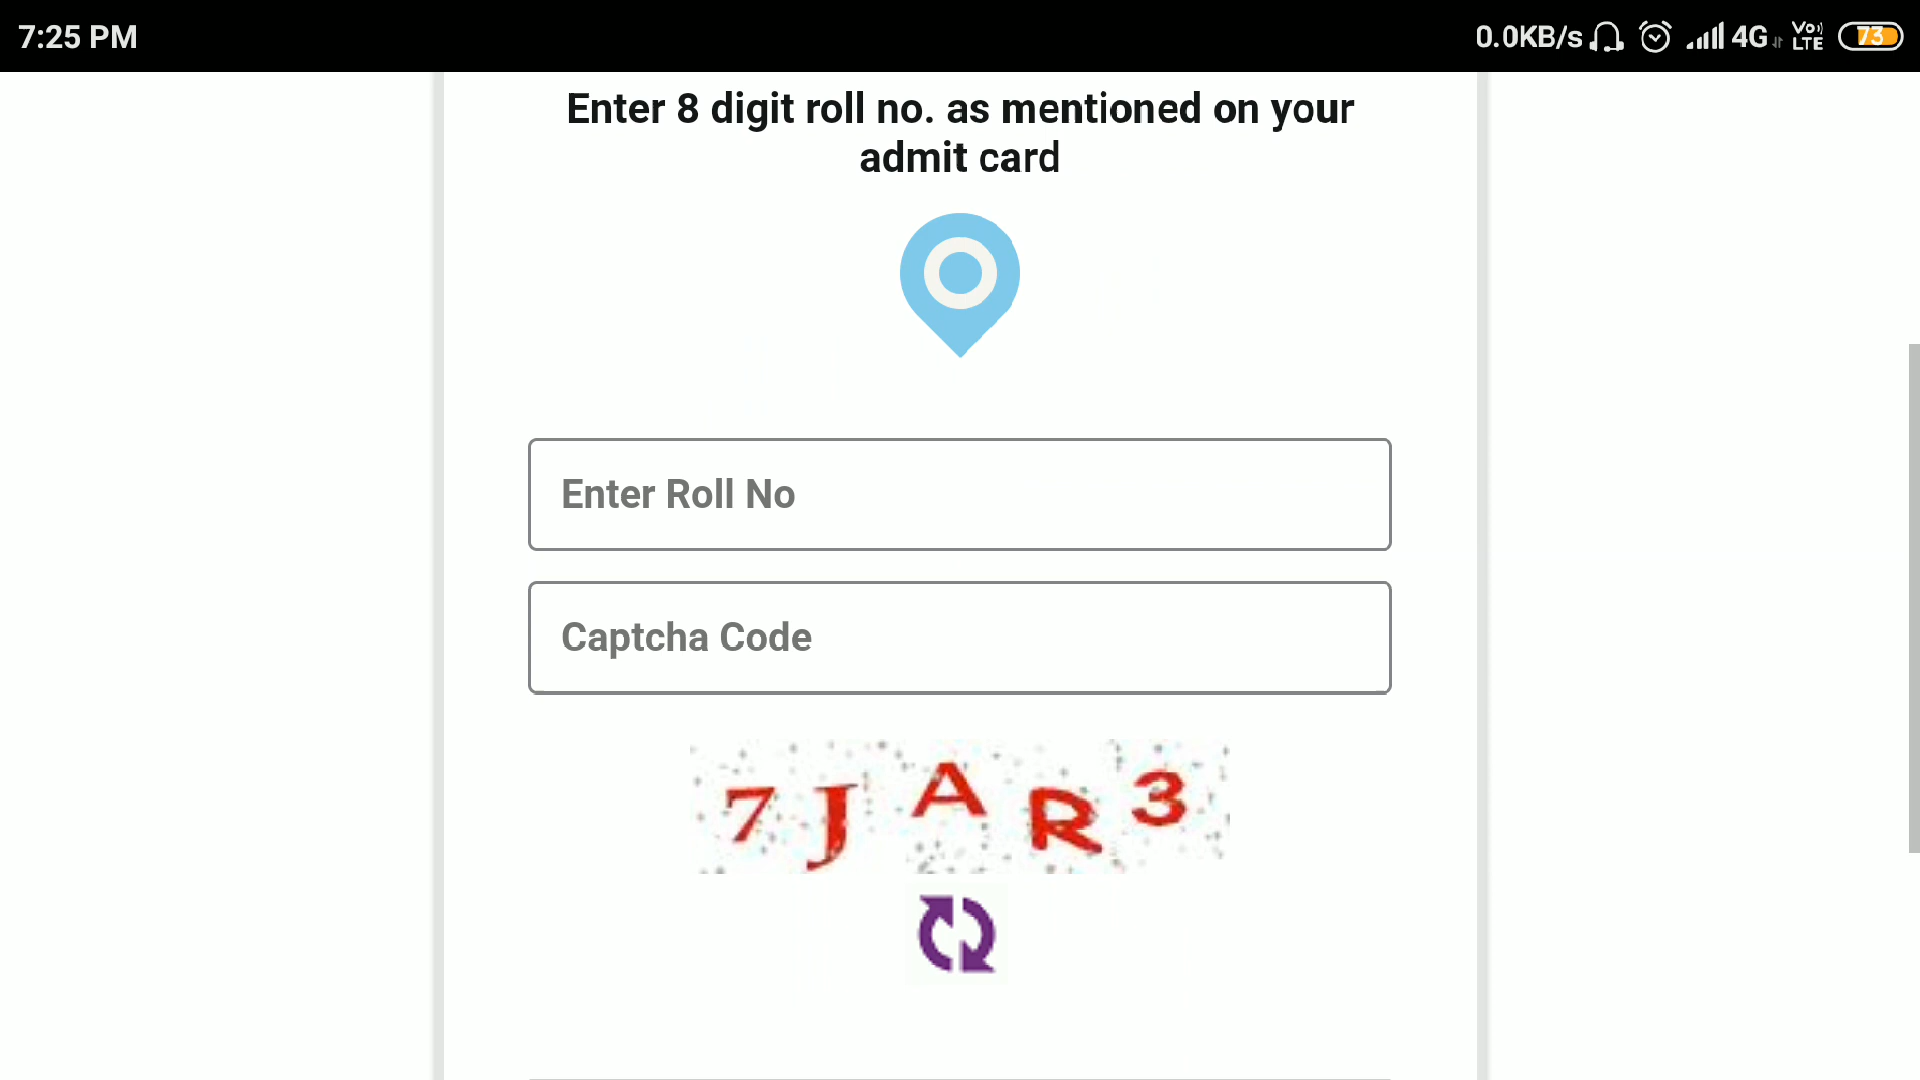 7:25 PM
0.0KB/s 4G Vo) LTE 73
Enter 8 digit roll no. as mentioned on your
admit card
Enter Roll No
Captcha Code
7JAR3